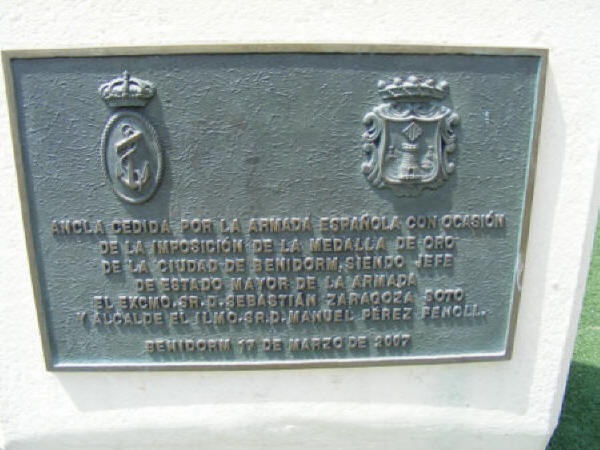 ANCLA CEDIDA POR LA ARMADA ESPAÑOLA CON OCASIÓN
DE LA IMPOSICIÓN DE LA MEDALLA DE ORO
DE LA CIUDAD DE BENIDORM, SIENDO JEFE
DE ESTADO MAYOR DE LA ARMADA
EL EXCMO. SR. D. SEBASTIÁN ZARAGOZA SOTO
Y ALCALDE EL ILMO. SR. D. MANUEL PÉREZ FENOLL.
BENIDORM 17 DE MARZO DE 2007